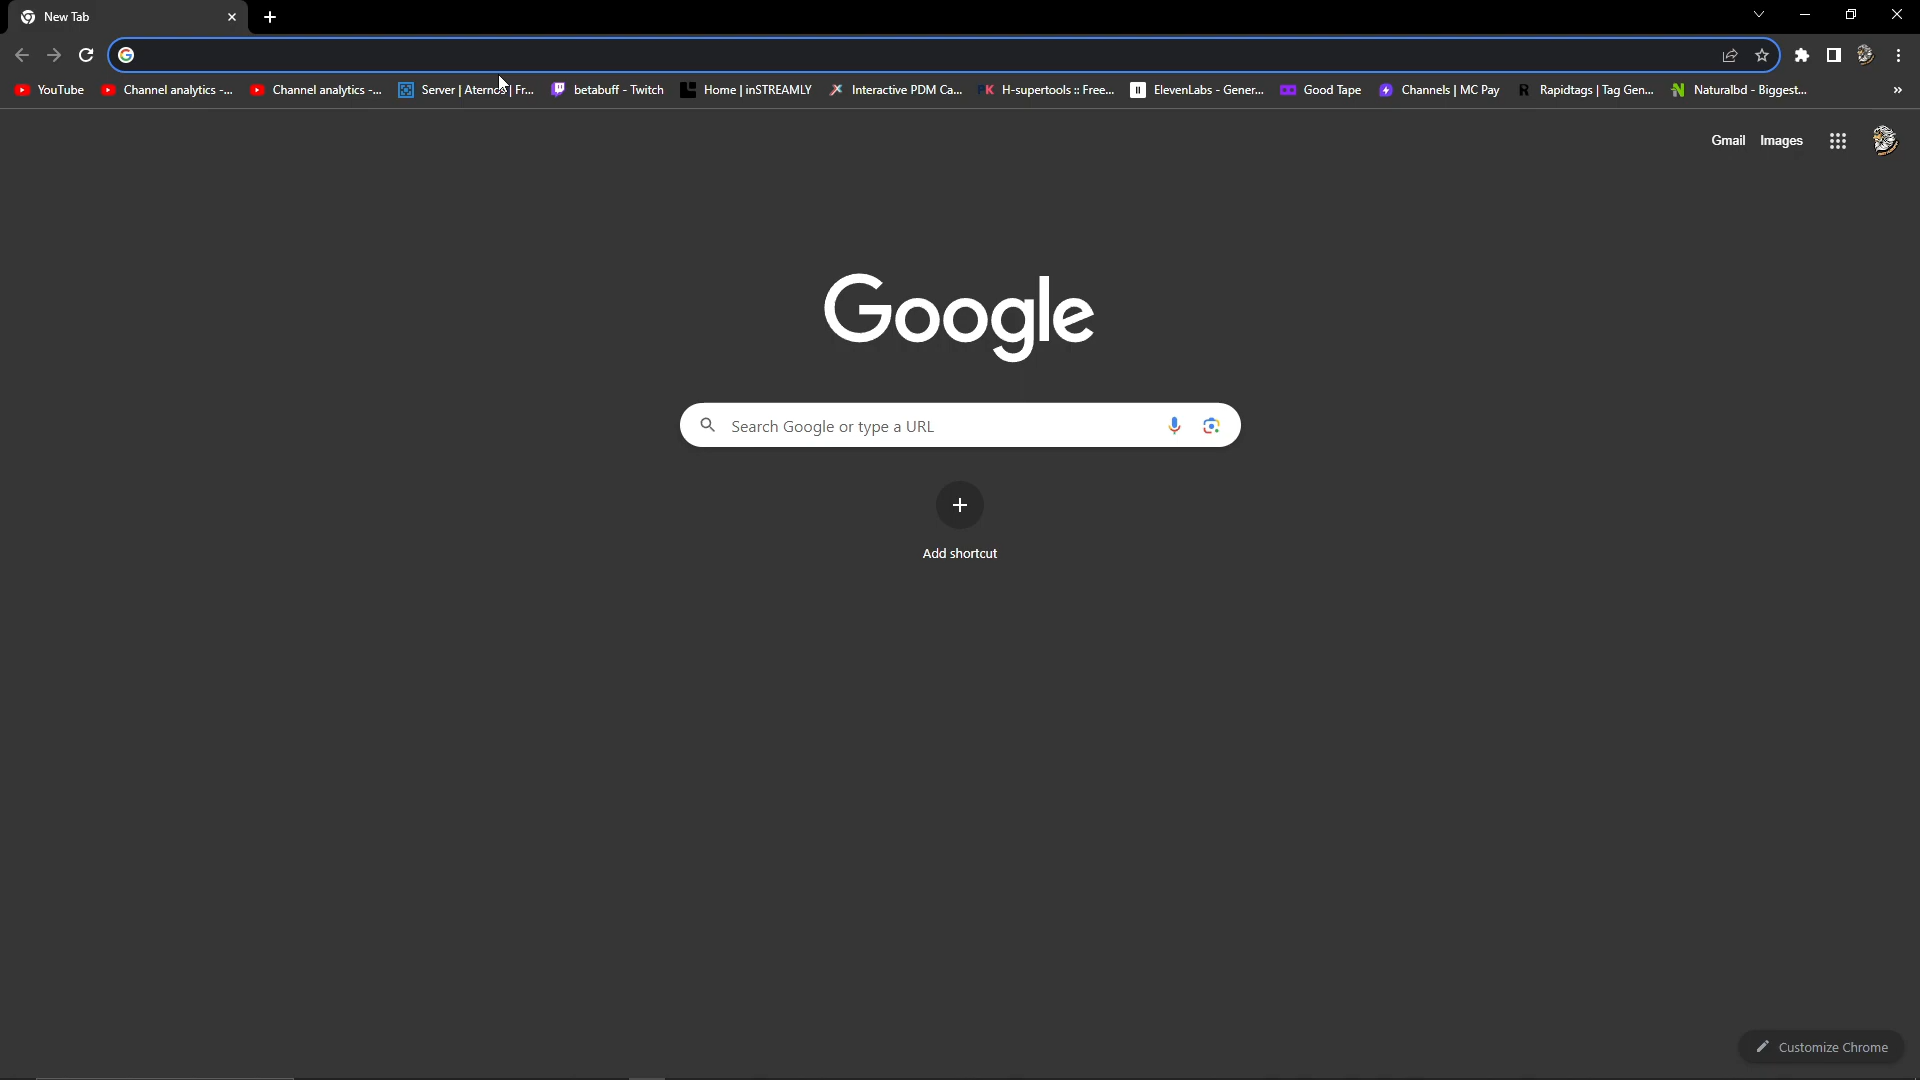 New Tab
YouTube Channel analytics -... Channel analytics -... Server | Aternos | Fr... betabuff - Twitch Home | inSTREAMLY Interactive PDM Ca... H-supertools :: Free... ElevenLabs - Gener... Good Tape Channels | MC Pay Rapidtags | Tag Gen... Naturalbd - Biggest... »
Gmail Images
Google
Search Google or type a URL
Add shortcut
Customize Chrome